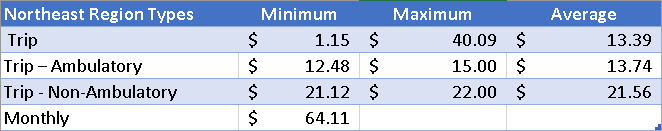 Northeast Region Types Minimum Maximum Average
Trip $ 1.15 $ 40.09 $ 13.39
Trip – Ambulatory $ 12.48 $ 15.00 $ 13.74
Trip - Non-Ambulatory $ 21.12 $ 22.00 $ 21.56
Monthly $ 64.11